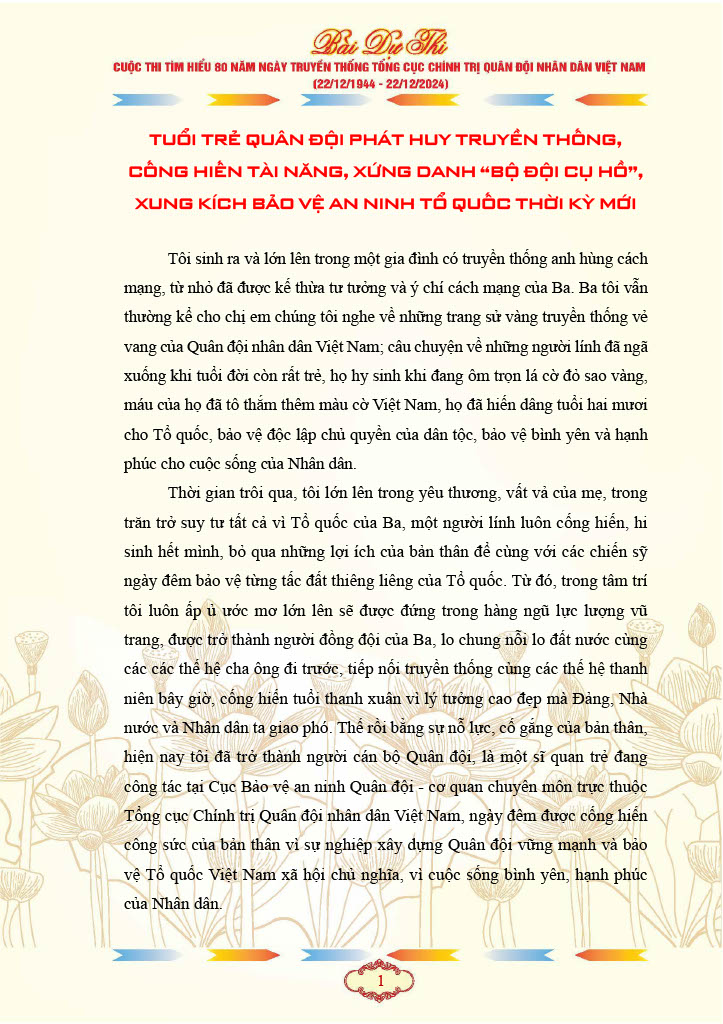 Bài Dự Thi
CUỘC THI TÌM HIỂU 80 NĂM NGÀY TRUYỀN THỐNG TỔNG CỤC CHÍNH TRỊ QUÂN ĐỘI NHÂN DÂN VIỆT NAM
(22/12/1944 - 22/12/2024)
TUỔI TRẺ QUÂN ĐỘI PHÁT HUY TRUYỀN THỐNG,
CỐNG HIẾN TÀI NĂNG, XỨNG DANH “BỘ ĐỘI CỤ HỒ”,
XUNG KÍCH BẢO VỆ AN NINH TỔ QUỐC THỜI KỲ MỚI
Tôi sinh ra và lớn lên trong một gia đình có truyền thống anh hùng cách
mạng, từ nhỏ đã được kế thừa tư tưởng và ý chí cách mạng của Ba. Ba tôi vẫn
thường kể cho chị em chúng tôi nghe về những trang sử vàng truyền thống vẻ
vang của Quân đội nhân dân Việt Nam; câu chuyện về những người lính đã ngã
xuống khi tuổi đời còn rất trẻ, họ hy sinh khi đang ôm trọn lá cờ đỏ sao vàng,
máu của họ đã tô thắm thêm màu cờ Việt Nam, họ đã hiến dâng tuổi hai mươi
cho Tổ quốc, bảo vệ độc lập chủ quyền của dân tộc, bảo vệ bình yên và hạnh
phúc cho cuộc sống của Nhân dân.
Thời gian trôi qua, tôi lớn lên trong yêu thương, vất vả của mẹ, trong
trăn trở suy tư tất cả vì Tổ quốc của Ba, một người lính luôn cống hiến, hi
sinh hết mình, bỏ qua những lợi ích của bản thân để cùng với các chiến sỹ
ngày đêm bảo vệ từng tấc đất thiêng liêng của Tổ quốc. Từ đó, trong tâm trí
tôi luôn ấp ủ ước mơ lớn lên sẽ được đứng trong hàng ngũ lực lượng vũ
trang, được trở thành người đồng đội của Ba, lo chung nỗi lo đất nước cùng
các các thế hệ cha ông đi trước, tiếp nối truyền thống cùng các thế hệ thanh
niên bây giờ, cống hiến tuổi thanh xuân vì lý tưởng cao đẹp mà Đảng, Nhà
nước và Nhân dân ta giao phó. Thế rồi bằng sự nỗ lực, cố gắng của bản thân,
hiện nay tôi đã trở thành người cán bộ Quân đội, là một sĩ quan trẻ đang
công tác tại Cục Bảo vệ an ninh Quân đội - cơ quan chuyên môn trực thuộc
Tổng cục Chính trị Quân đội nhân dân Việt Nam, ngày đêm được cống hiến
công sức của bản thân vì sự nghiệp xây dựng Quân đội vững mạnh và bảo
vệ Tổ quốc Việt Nam xã hội chủ nghĩa, vì cuộc sống bình yên, hạnh phúc
của Nhân dân.
1